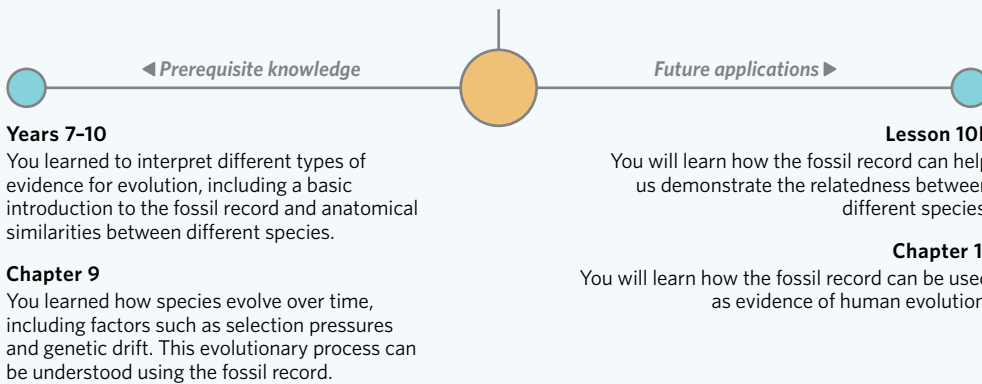 ◀ Prerequisite knowledge
Future applications ▶
Years 7–10
You learned to interpret different types of
evidence for evolution, including a basic
introduction to the fossil record and anatomical
similarities between different species.
Chapter 9
You learned how species evolve over time,
including factors such as selection pressures
and genetic drift. This evolutionary process can
be understood using the fossil record.
Lesson
You will learn how the fossil record can help
us demonstrate the relatedness between
different species
Chapter
You will learn how the fossil record can be used
as evidence of human evolution